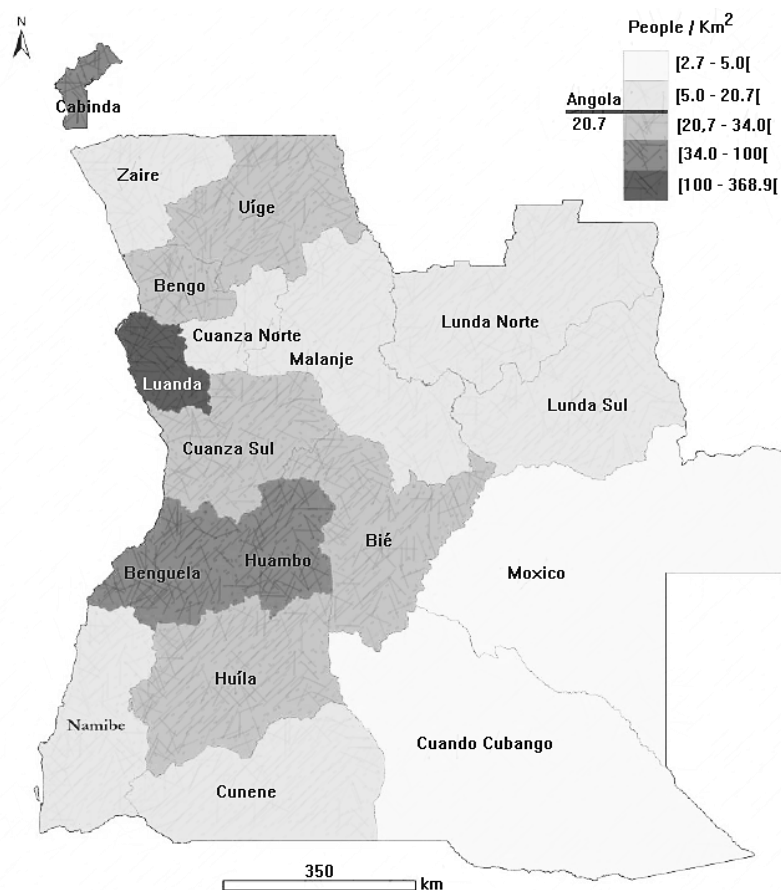 N
People / Km2
[2.7 - 5.0[
[5.0 - 20.7[
Angola
20.7
[20,7 - 34.0[
[34.0 - 100[
[100 - 368.9[
Cabinda
Zaire
Uíge
Bengo
Cuanza Norte
Lunda Norte
Malanje
Luanda
Lunda Sul
Cuanza Sul
Bié
Huambo
Benguela
Moxico
Huíla
Namibe
Cuando Cubango
Cunene
350
km